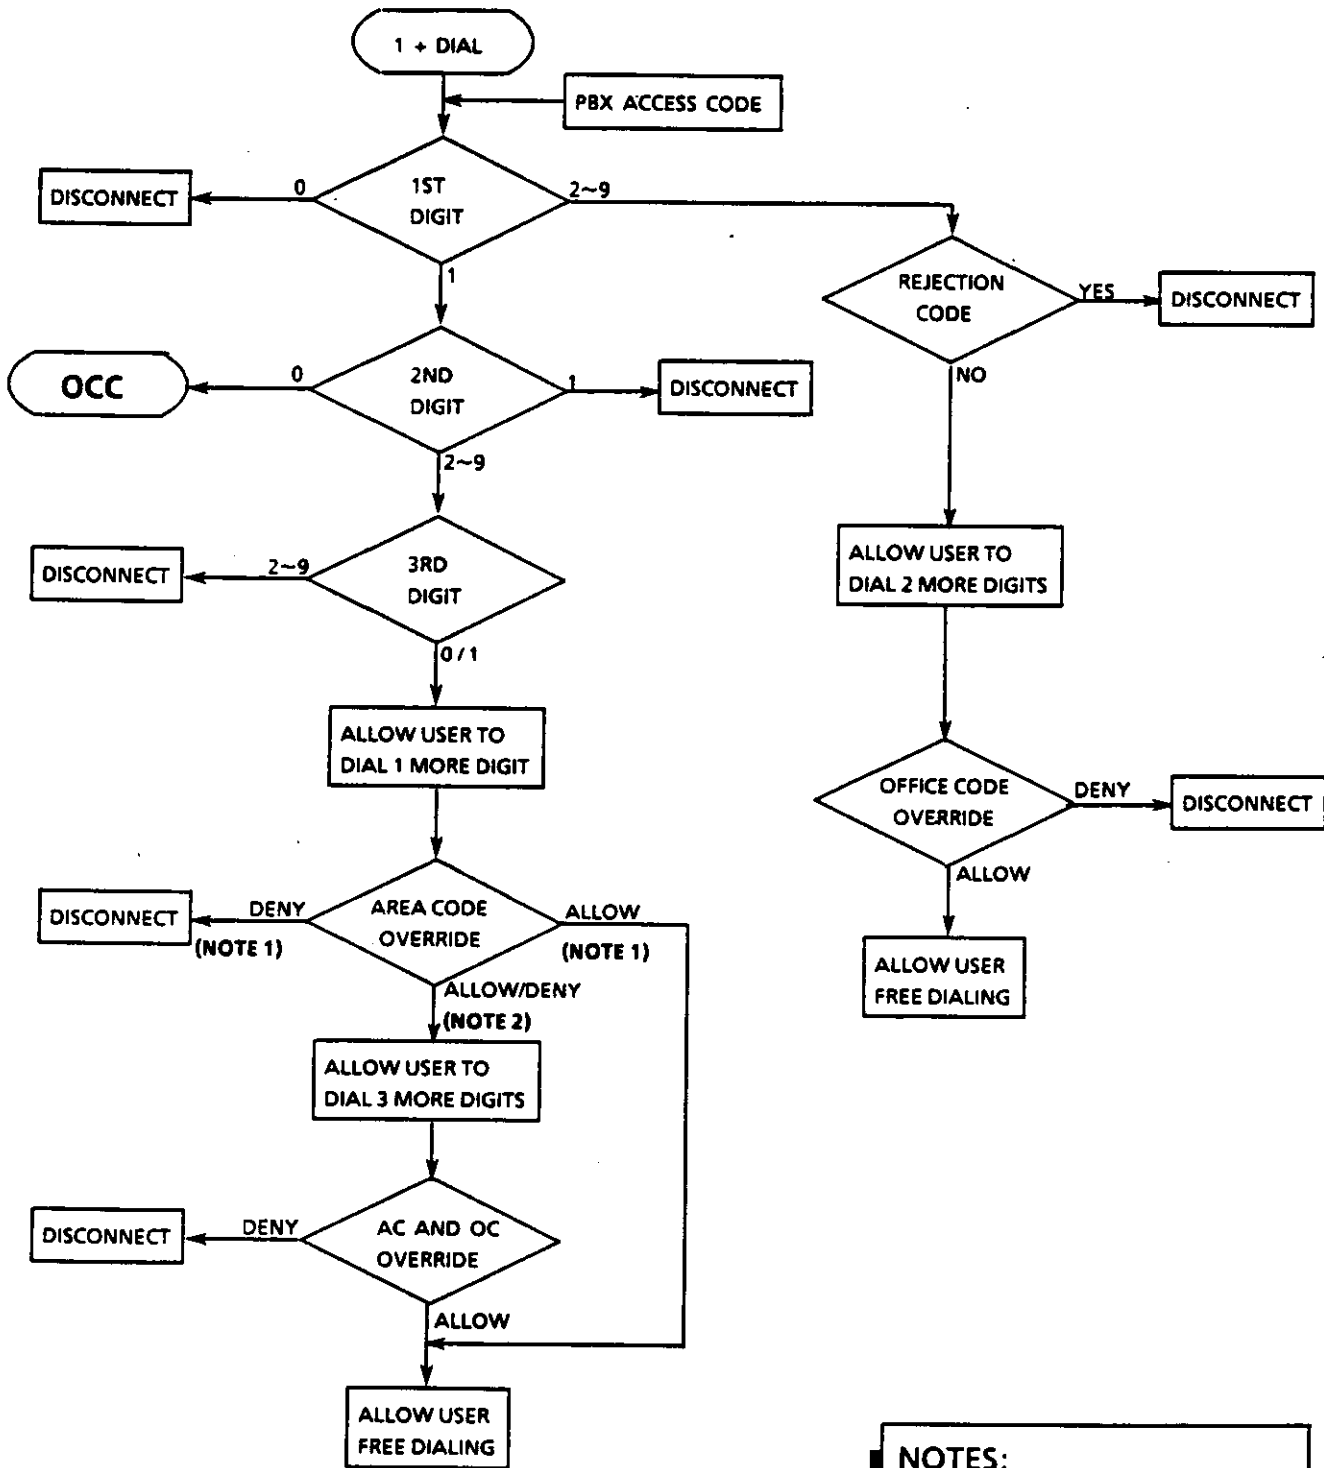 1 + DIAL
PBX ACCESS CODE
DISCONNECT
0
1ST
DIGIT
2~9
1
REJECTION
CODE
YES
DISCONNECT
NO
OCC
0
2ND
DIGIT
1
DISCONNECT
2~9
DISCONNECT
2~9
3RD
DIGIT
0/1
ALLOW USER TO
DIAL 2 MORE DIGITS
ALLOW USER TO
DIAL 1 MORE DIGIT
OFFICE CODE
OVERRIDE
DENY
DISCONNECT
ALLOW
ALLOW USER
FREE DIALING
DISCONNECT
DENY
(NOTE 1)
AREA CODE
OVERRIDE
ALLOW
(NOTE 1)
ALLOW/DENY
(NOTE 2)
ALLOW USER TO
DIAL 3 MORE DIGITS
DISCONNECT
DENY
AC AND OC
OVERRIDE
ALLOW
ALLOW USER
FREE DIALING
NOTES: